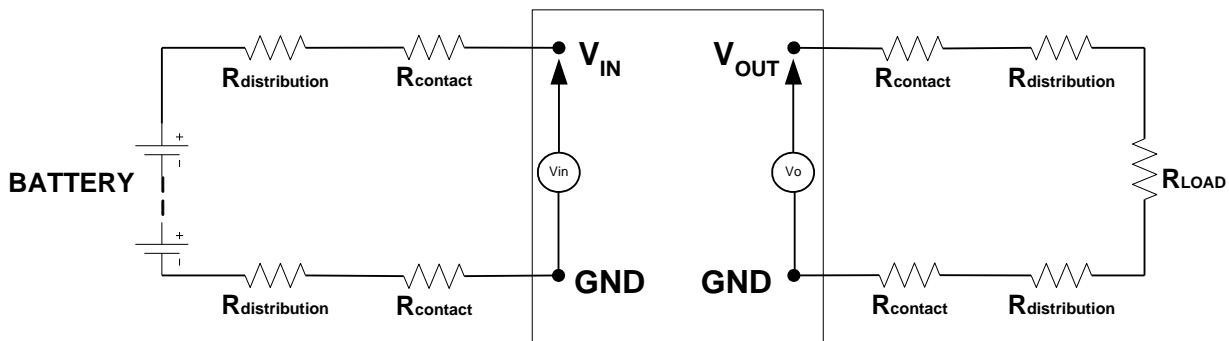 Rdistribution
Rcontact
VIN
VOUT
Rcontact
Rdistribution
+
-
BATTERY
Vin
Vo
RLOAD
+
-
Rdistribution
Rcontact
GND
GND
Rcontact
Rdistribution